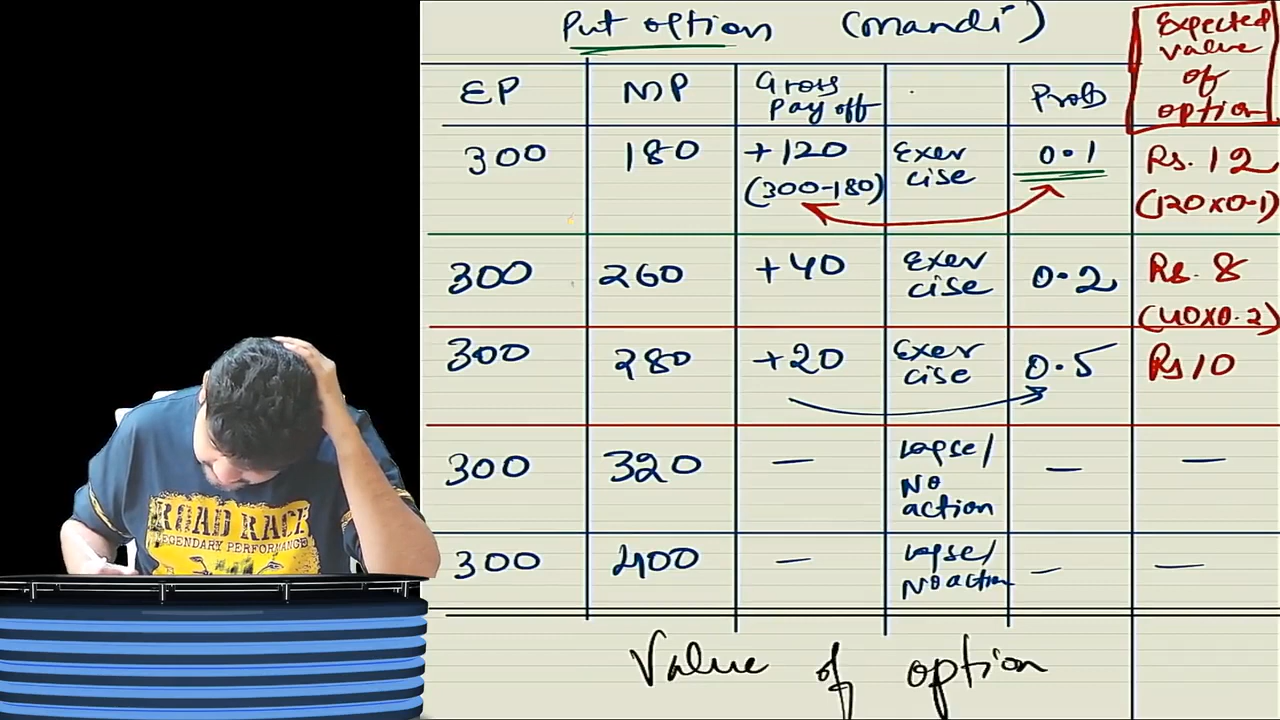 Put option (Mandi)
Expected value of option
EP MP Gross Pay off Prob
300 180 +120 (300-180) Exercise 0.1 Rs. 12 (120x0.1)
300 260 +40 Exercise 0.2 Rs. 8 (40x0.2)
300 280 +20 Exercise 0.5 Rs 10
300 320 — lapse/ No action — —
300 400 — lapse/ No action — —
Value of option
ROAD RACE
LEGENDARY PERFORMANCE